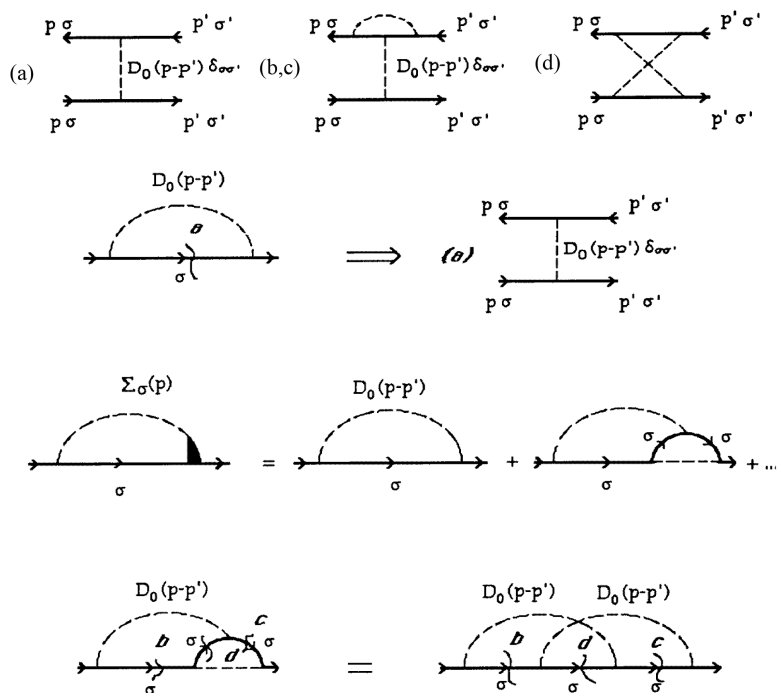 p σ p' σ' p σ p' σ' p σ p' σ'
(a) D₀(p-p') δσσ' (b,c) D₀(p-p') δσσ' (d)
p σ p' σ' p σ p' σ' p σ p' σ'
D₀(p-p')
a
σ
⟹
p σ p' σ'
(a) D₀(p-p') δσσ'
p σ p' σ'
Σσ(p) D₀(p-p')
σ σ
= + + ...
σ σ σ
D₀(p-p') c D₀(p-p') D₀(p-p')
b σ d σ = b d c
σ σ σ σ